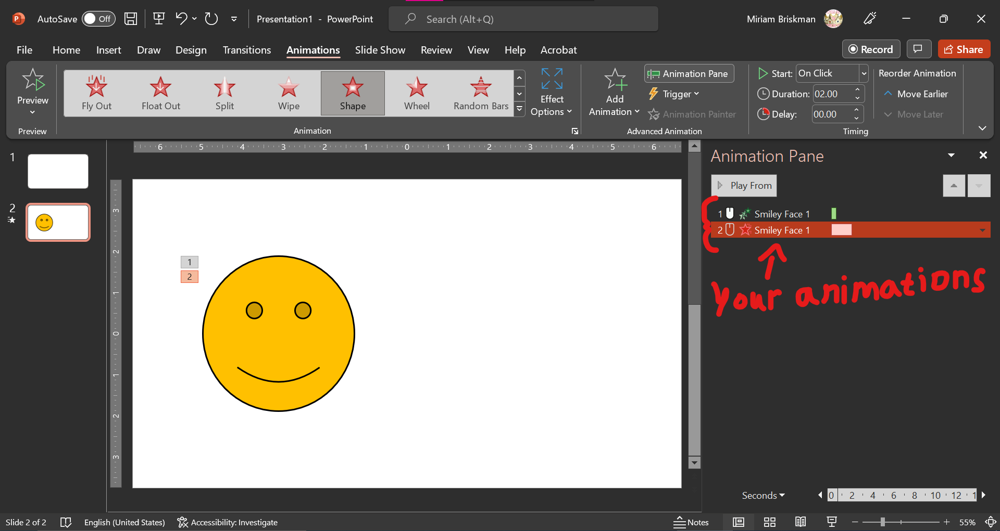 AutoSave Off Presentation1 - PowerPoint Search (Alt+Q) Miriam Briskman
File Home Insert Draw Design Transitions Animations Slide Show Review View Help Acrobat Record Share
Preview
Fly Out Float Out Split Wipe Shape Wheel Random Bars
Effect
Options
Add
Animation
Animation Pane
Trigger
Animation Painter
Start: On Click
Duration: 02.00
Delay: 00.00
Reorder Animation
Move Earlier
Move Later
Preview Animation Advanced Animation Timing
6 5 4 3 2 1 0 1 2 3 4 5 6
3 2 1 0 1 2 3
1
2
1
2
Animation Pane
Play From
1 Smiley Face 1
2 Smiley Face 1
your animations
Seconds 0 2 4 6 8 10 12 1
Slide 2 of 2 English (United States) Accessibility: Investigate Notes 55%